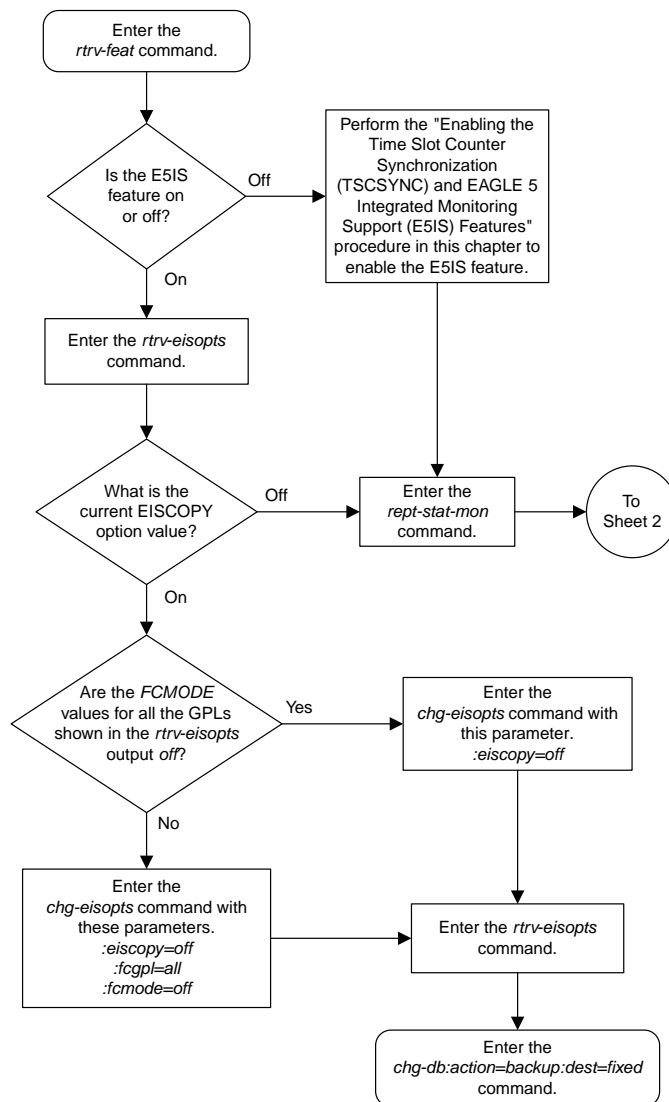 Enter the
rtrv-feat command.
Is the E5IS
feature on
or off?
Off
Perform the "Enabling the
Time Slot Counter
Synchronization
(TSCSYNC) and EAGLE 5
Integrated Monitoring
Support (E5IS) Features"
procedure in this chapter to
enable the E5IS feature.
On
Enter the rtrv-eisopts
command.
What is the
current EISCOPY
option value?
Off
Enter the
rept-stat-mon
command.
To
Sheet 2
On
Are the FCMODE
values for all the GPLs
shown in the rtrv-eisopts
output off?
Yes
Enter the
chg-eisopts command with
this parameter.
:eiscopy=off
No
Enter the
chg-eisopts command with
these parameters.
:eiscopy=off
:fcgpl=all
:fcmode=off
Enter the rtrv-eisopts
command.
Enter the
chg-db:action=backup:dest=fixed
command.